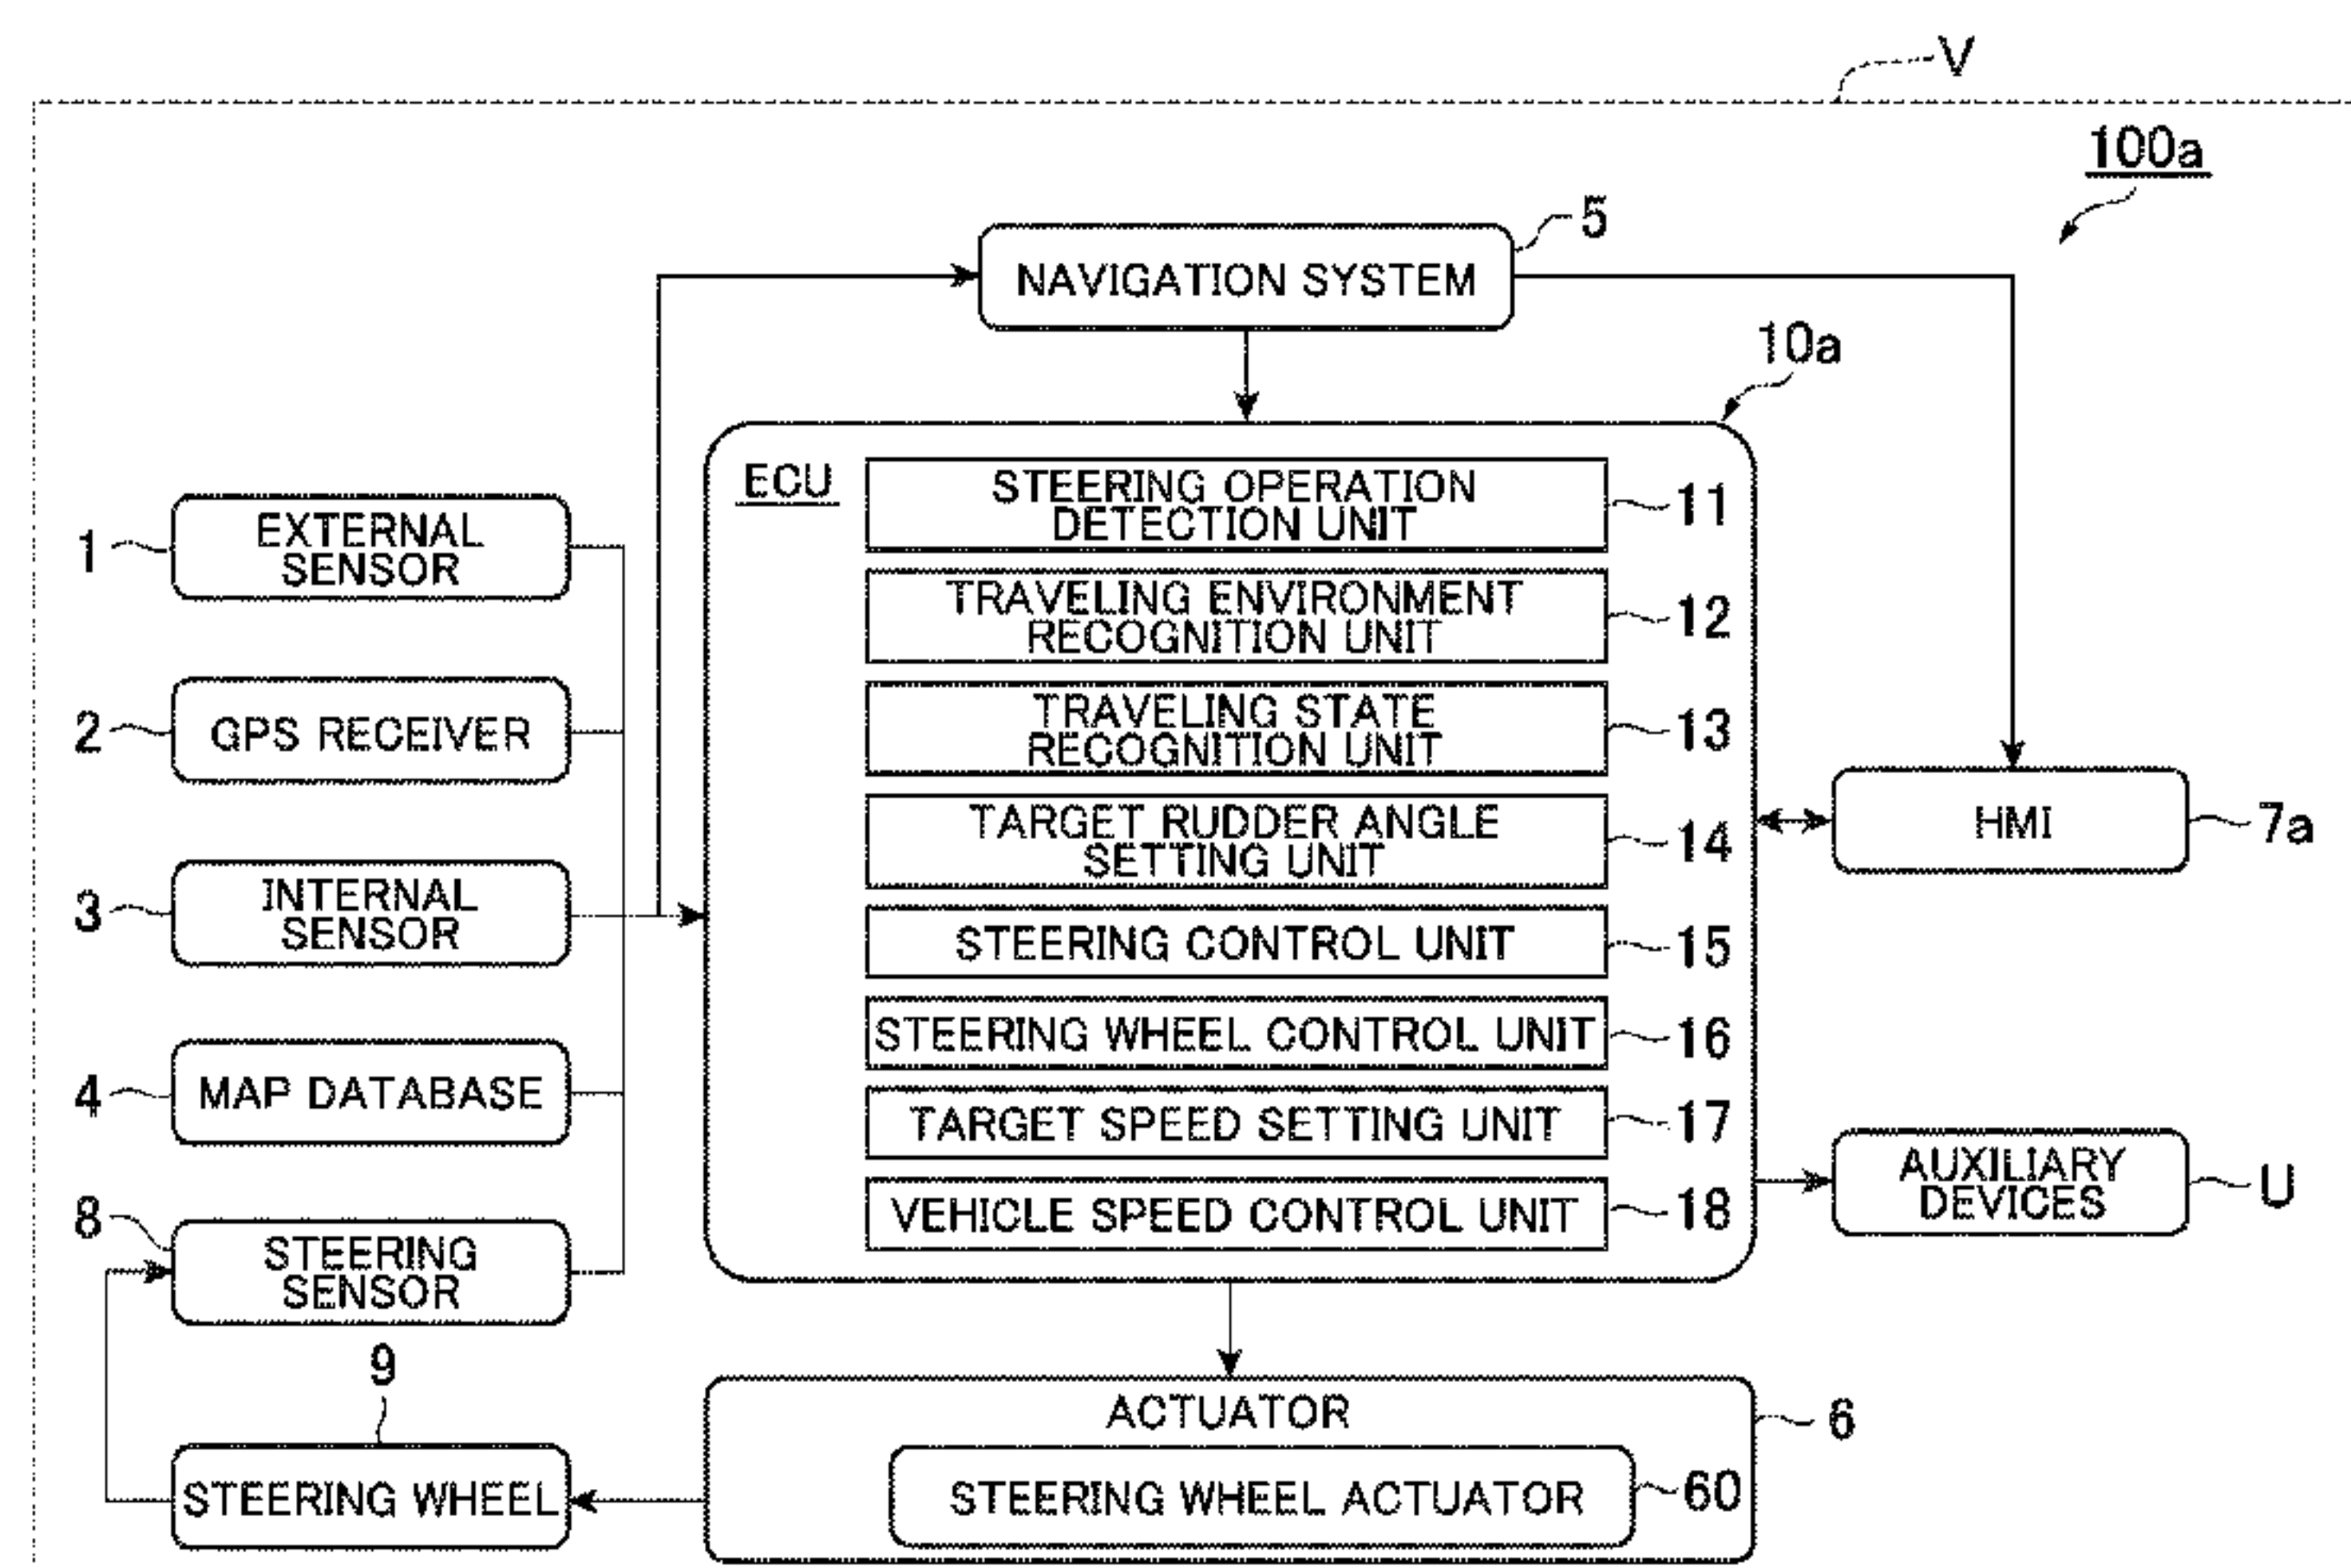 V
100a
5
NAVIGATION SYSTEM
10a
ECU
STEERING OPERATION
DETECTION UNIT
11
TRAVELING ENVIRONMENT
RECOGNITION UNIT
12
TRAVELING STATE
RECOGNITION UNIT
13
TARGET RUDDER ANGLE
SETTING UNIT
14
STEERING CONTROL UNIT
15
STEERING WHEEL CONTROL UNIT
16
TARGET SPEED SETTING UNIT
17
VEHICLE SPEED CONTROL UNIT
18
1
EXTERNAL
SENSOR
2
GPS RECEIVER
3
INTERNAL
SENSOR
4
MAP DATABASE
8
STEERING
SENSOR
9
STEERING WHEEL
HMI
7a
AUXILIARY
DEVICES
U
ACTUATOR
6
STEERING WHEEL ACTUATOR
60